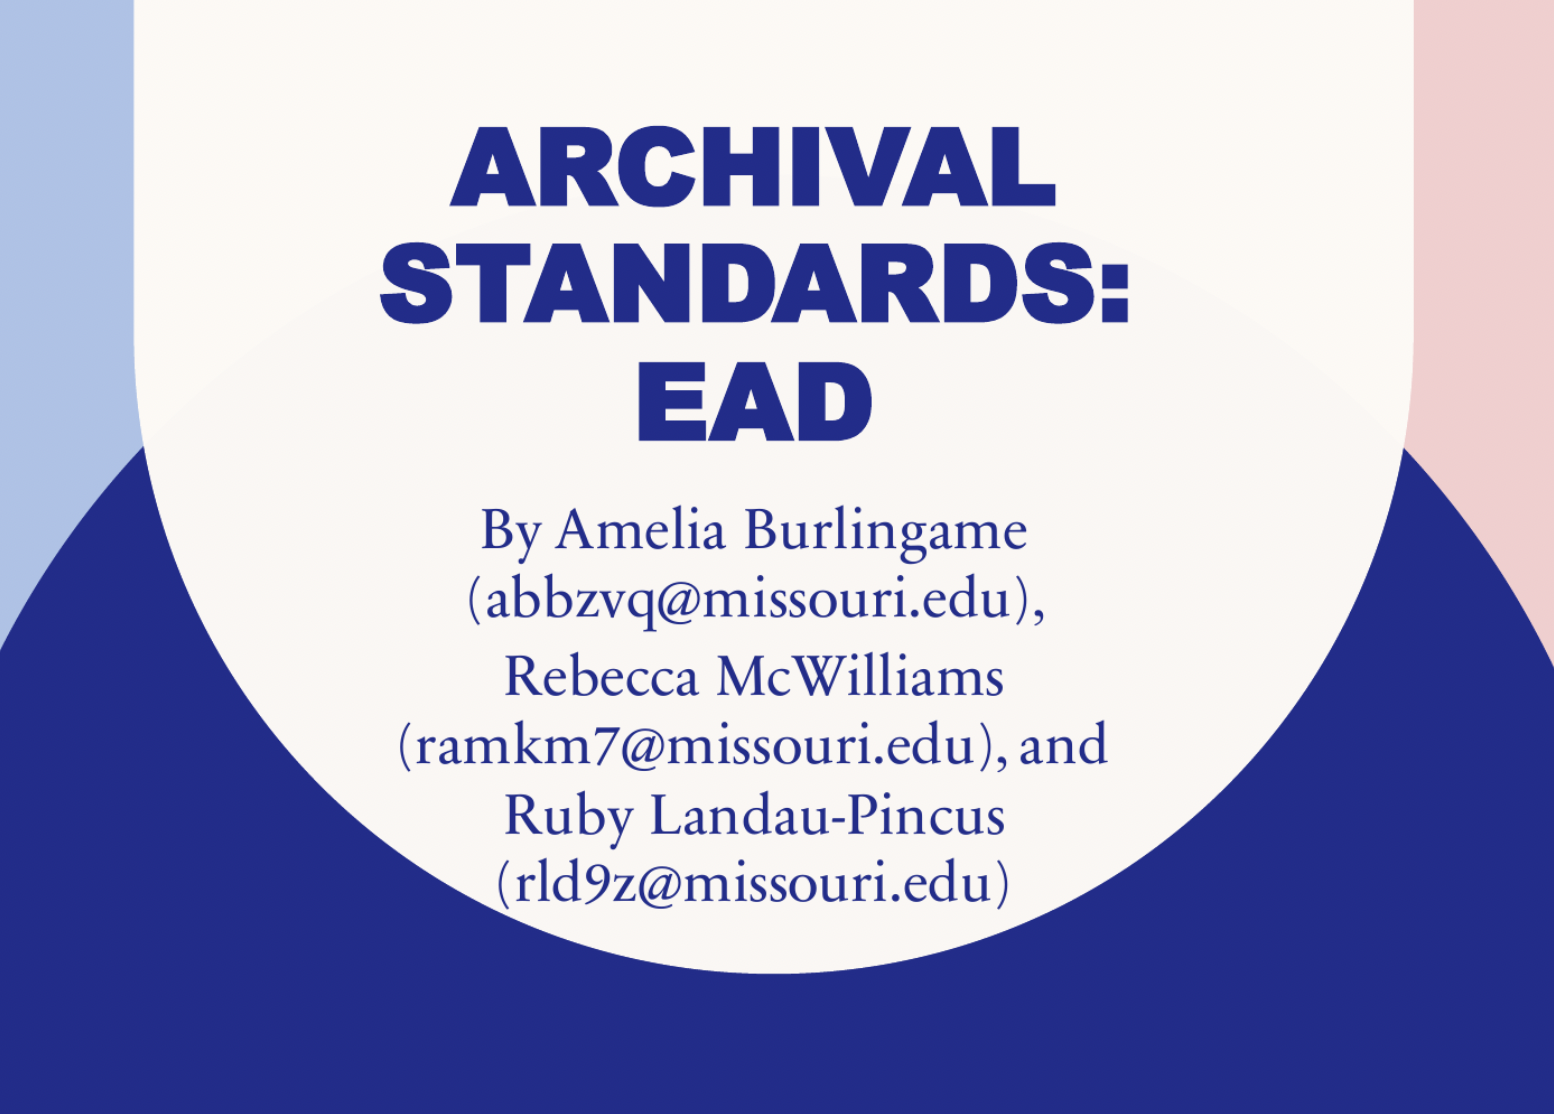 ARCHIVAL
STANDARDS:
EAD
By Amelia Burlingame
(abbzvq@missouri.edu),
Rebecca McWilliams
(ramkm7@missouri.edu), and
Ruby Landau-Pincus
(rld9z@missouri.edu)